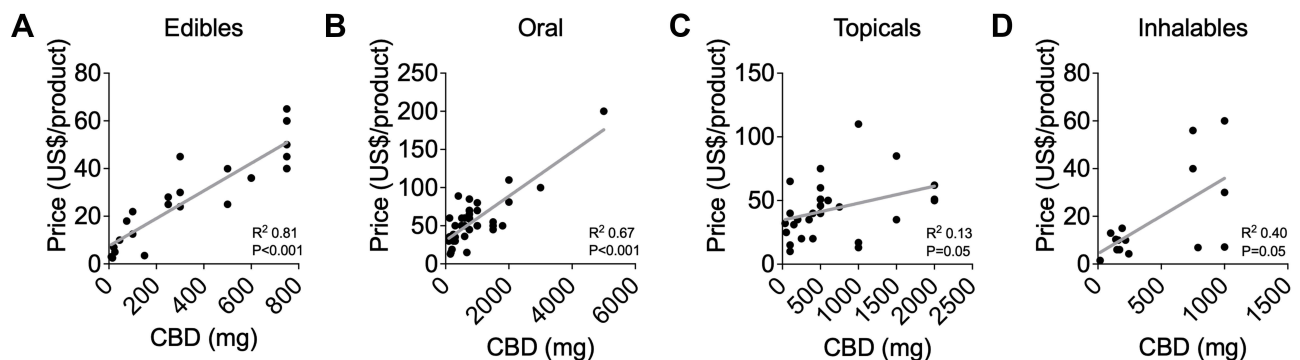 A
Edibles
Price (US$/product)
80
60
40
20
0
0
200
400
600
800
R² 0.81
P<0.001
CBD (mg)
B
Oral
Price (US$/product)
250
200
150
100
50
0
0
2000
4000
6000
R² 0.67
P<0.001
CBD (mg)
C
Topicals
Price (US$/product)
150
100
50
0
0
500
1000
1500
2000
2500
R² 0.13
P=0.05
CBD (mg)
D
Inhalables
Price (US$/product)
80
60
40
20
0
0
500
1000
1500
R² 0.40
P=0.05
CBD (mg)